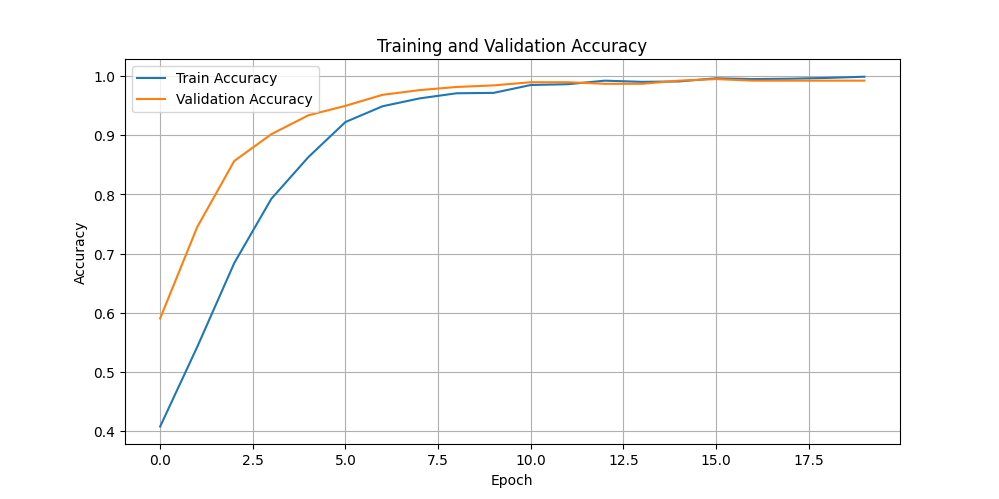 Training and Validation Accuracy
Train Accuracy
Validation Accuracy
1.0
0.9
0.8
0.7
0.6
0.5
0.4
Accuracy
0.0 2.5 5.0 7.5 10.0 12.5 15.0 17.5
Epoch